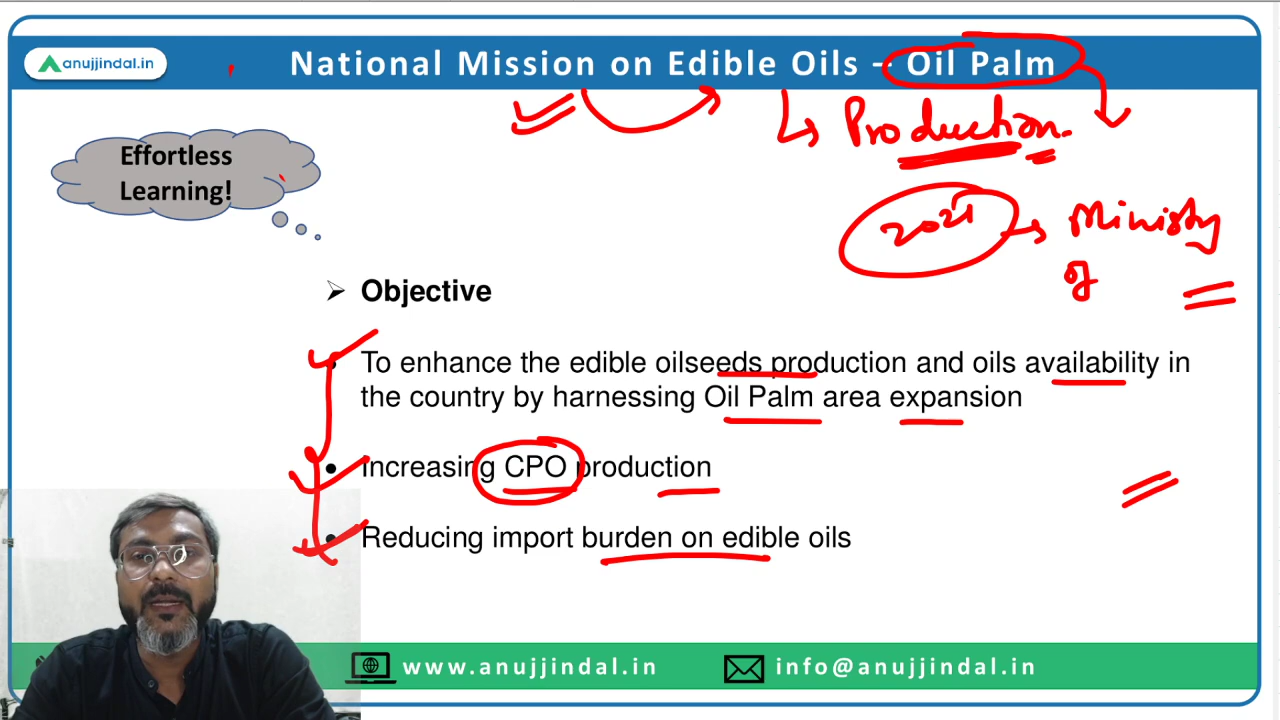 anujjindal.in
National Mission on Edible Oils – Oil Palm
Production.
Effortless
Learning!
2021
Ministry
of
Objective
To enhance the edible oilseeds production and oils availability in
the country by harnessing Oil Palm area expansion
Increasing CPO production
Reducing import burden on edible oils
www.anujjindal.in
info@anujjindal.in